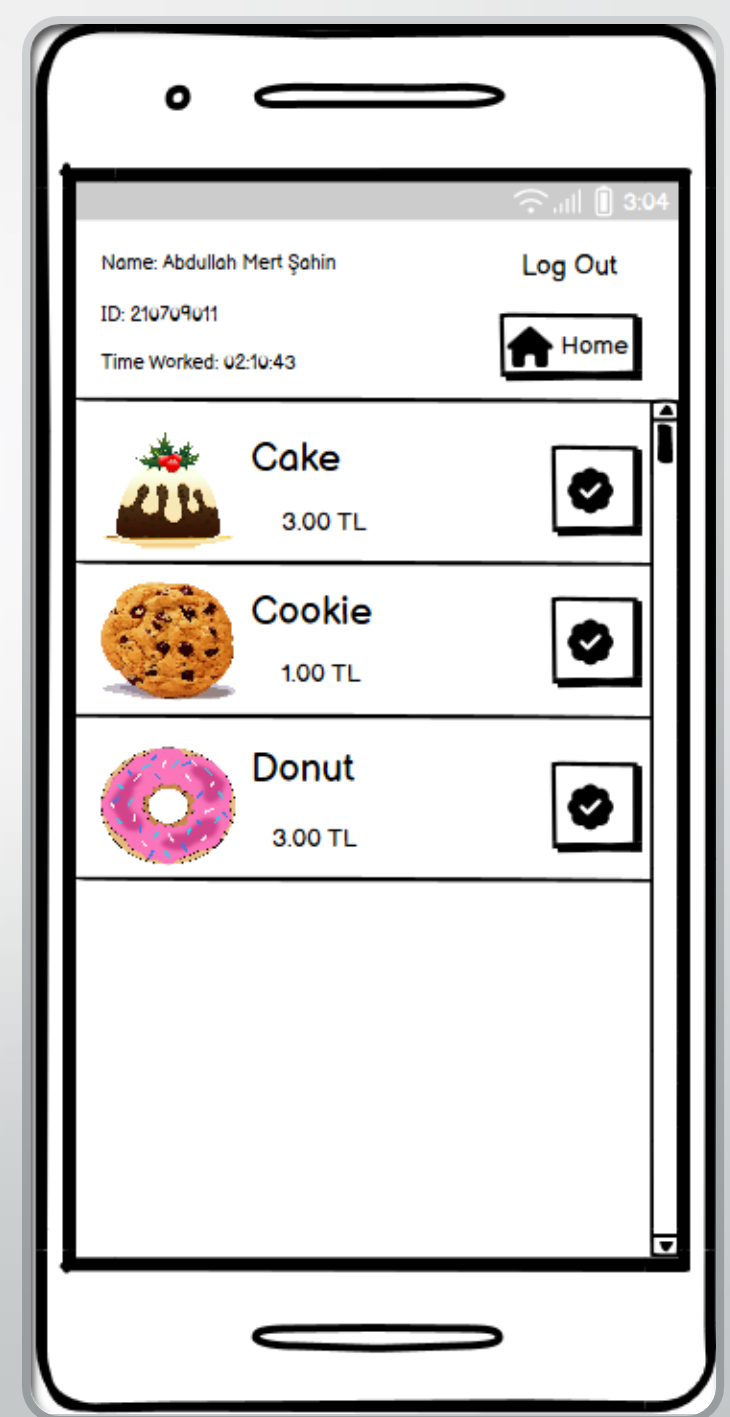 3:04
Name: Abdullah Mert Şahin
Log Out
ID: 210709011
Home
Time Worked: 02:10:43
Cake
3.00 TL
Cookie
1.00 TL
Donut
3.00 TL